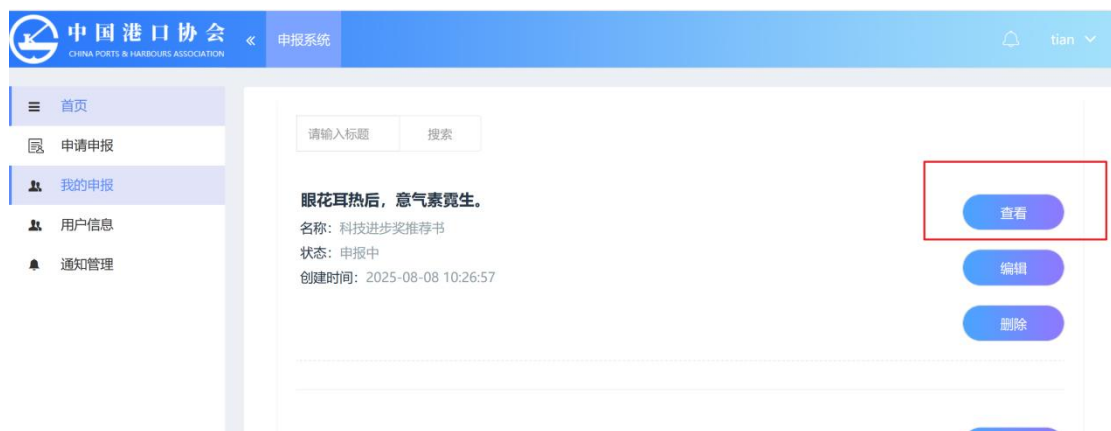 中国港口协会
CHINA PORTS & HARBOURS ASSOCIATION
«
申报系统
tian
首页
申请申报
我的申报
用户信息
通知管理
请输入标题
搜索
眼花耳热后，意气素霓生。
名称：科技进步奖推荐书
状态：申报中
创建时间：2025-08-08 10:26:57
查看
编辑
删除